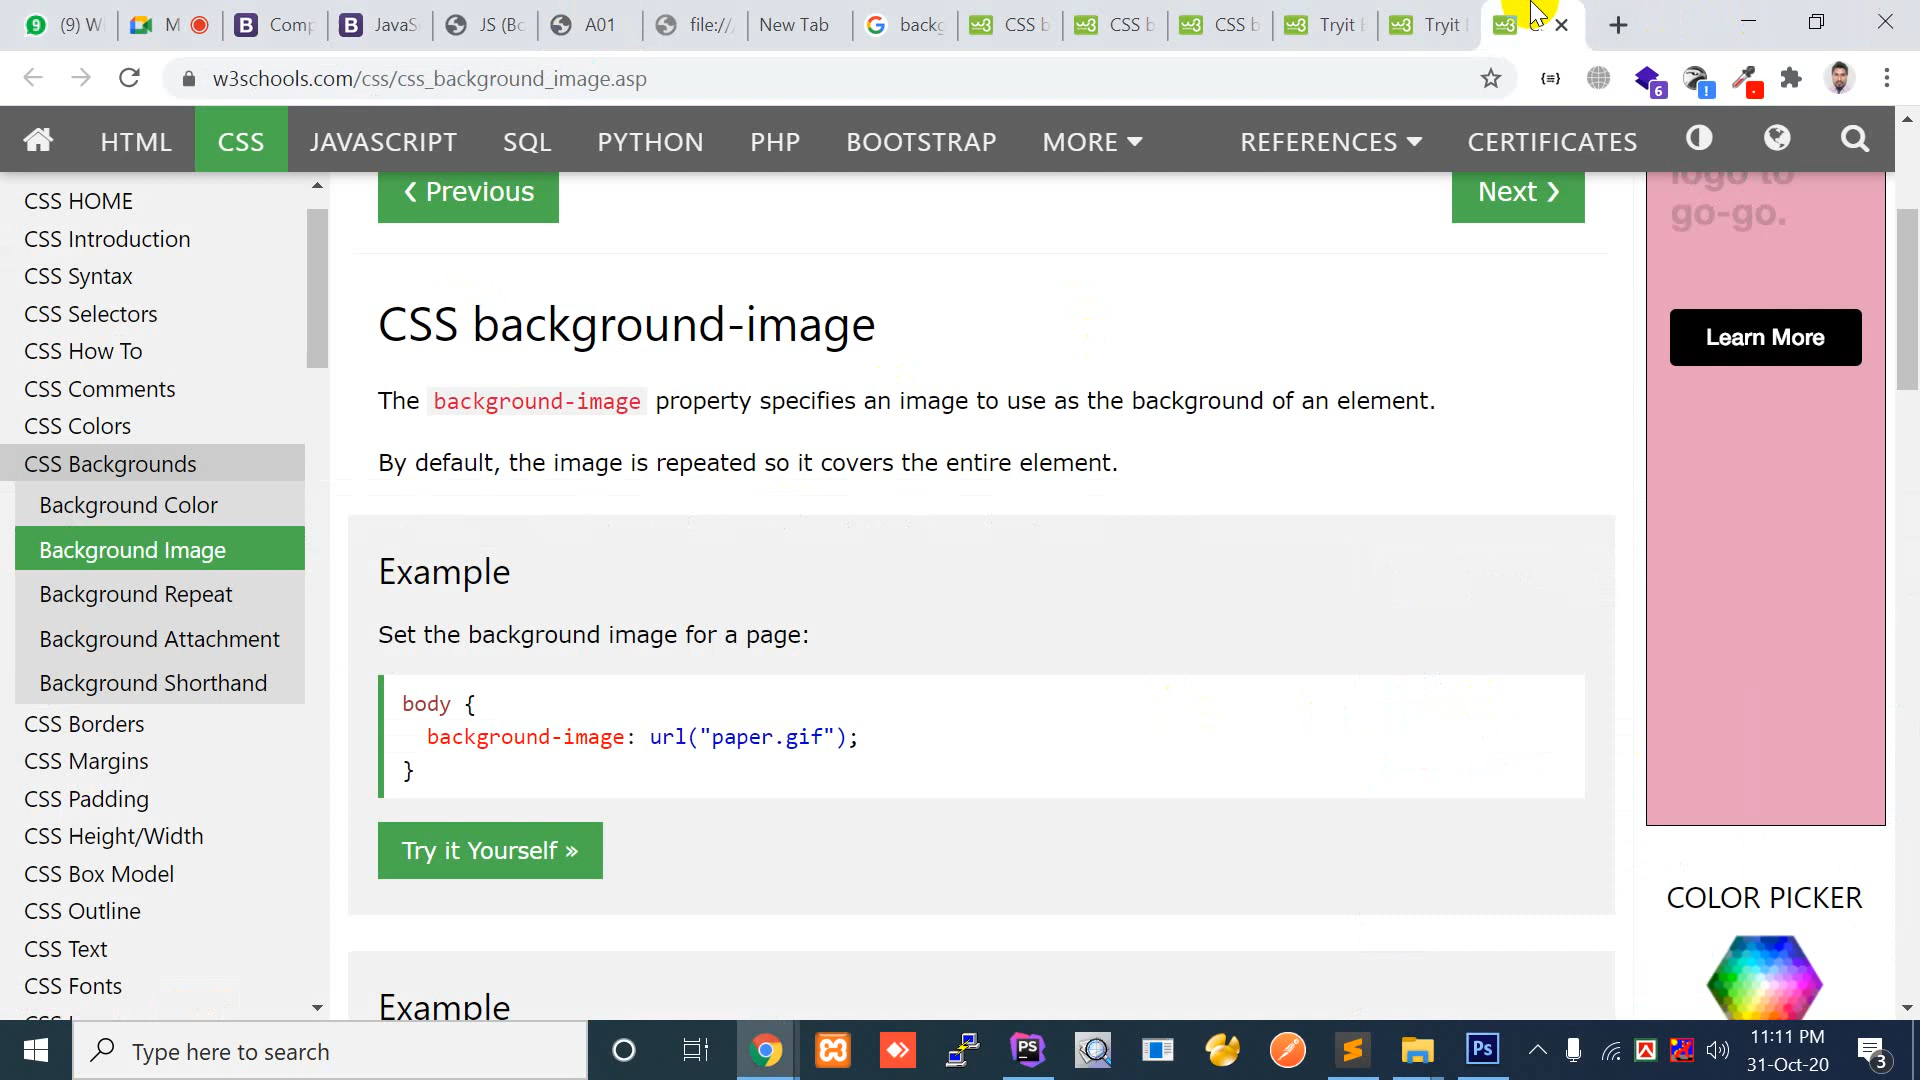 (9) W
M
Comp
JavaS
JS (Bo
A01
file://
New Tab
backg
CSS b
CSS b
CSS b
Tryit E
Tryit
w3schools.com/css/css_background_image.asp
6
!
HTML
CSS
JAVASCRIPT
SQL
PYTHON
PHP
BOOTSTRAP
MORE
REFERENCES
CERTIFICATES
CSS HOME
CSS Introduction
CSS Syntax
CSS Selectors
CSS How To
CSS Comments
CSS Colors
CSS Backgrounds
Background Color
Background Image
Background Repeat
Background Attachment
Background Shorthand
CSS Borders
CSS Margins
CSS Padding
CSS Height/Width
CSS Box Model
CSS Outline
CSS Text
CSS Fonts
❮ Previous
Next ❯
CSS background-image
The background-image property specifies an image to use as the background of an element.
By default, the image is repeated so it covers the entire element.
Example
Set the background image for a page:
body {
background-image: url("paper.gif");
}
Try it Yourself »
Example
logo to
go-go.
Learn More
COLOR PICKER
Type here to search
PS
Ps
11:11 PM
31-Oct-20
3